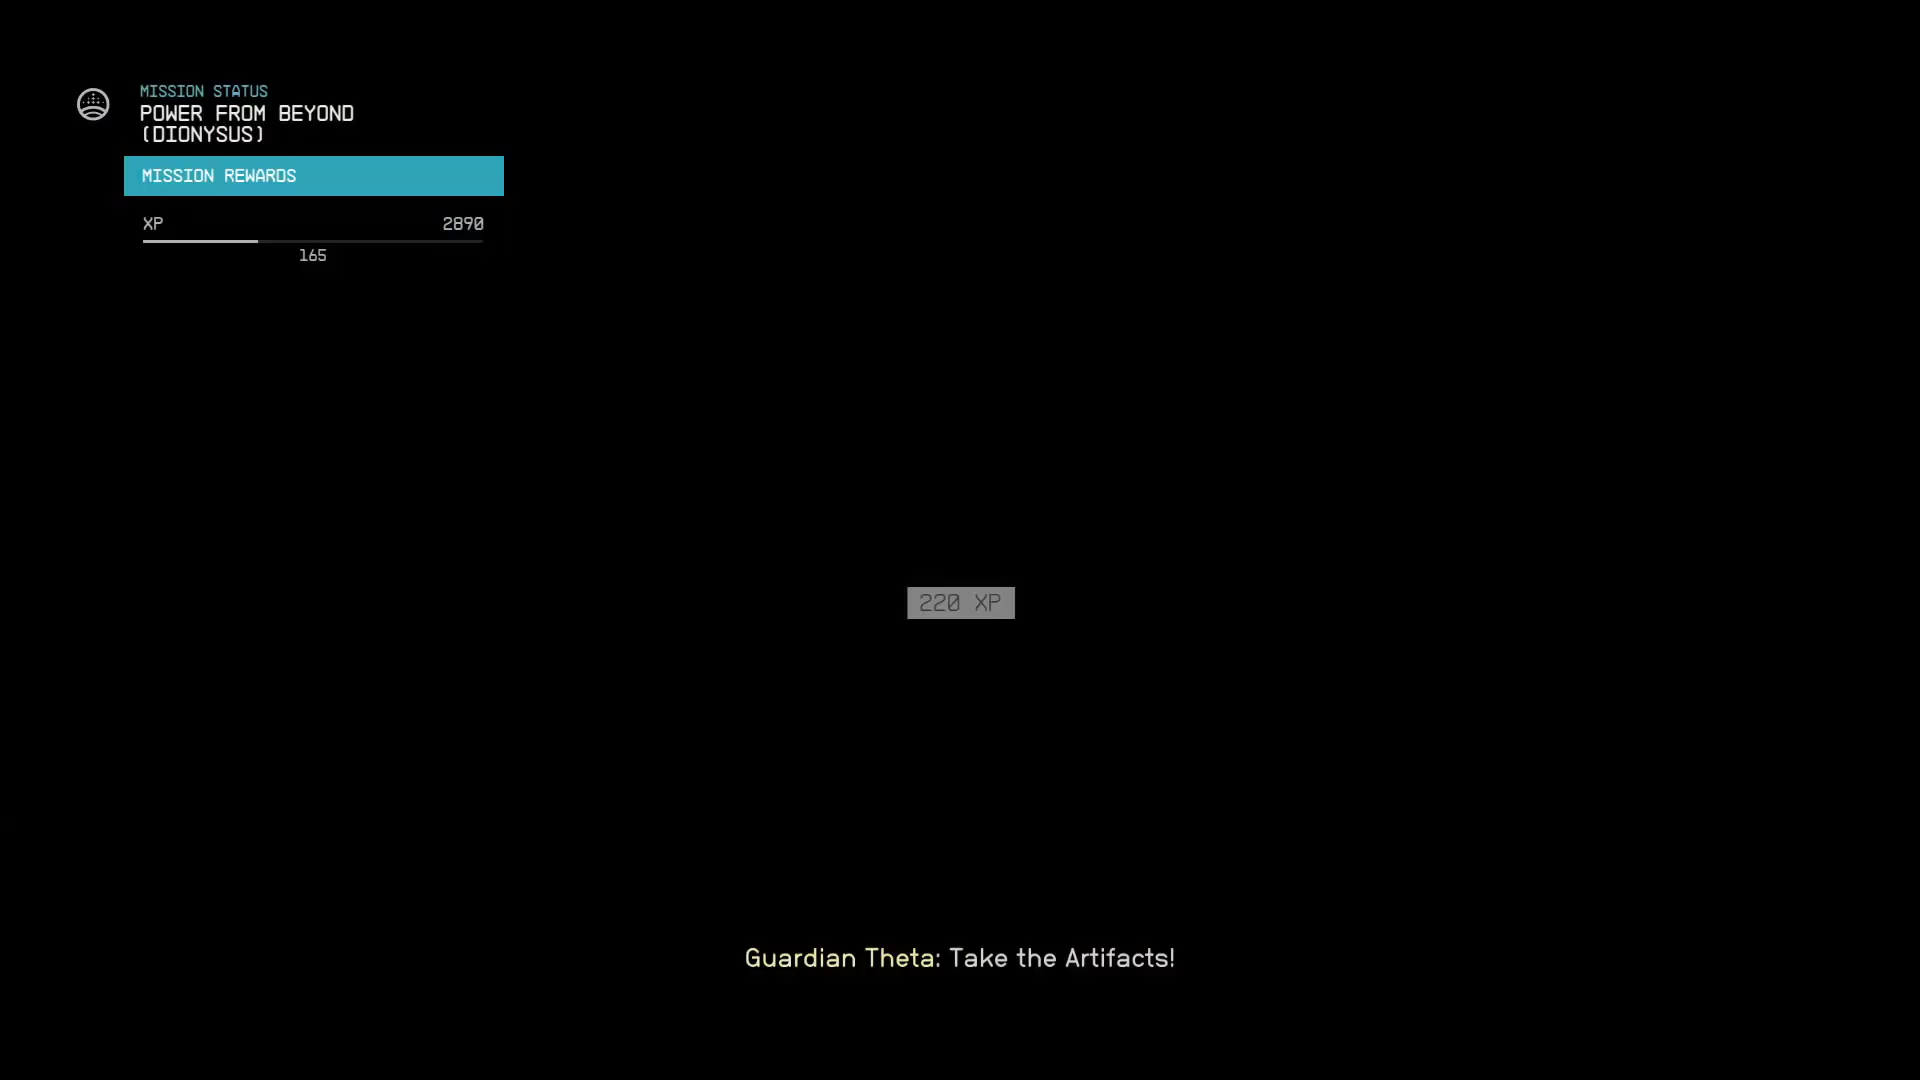 MISSION STATUS
POWER FROM BEYOND
(DIONYSUS)
MISSION REWARDS
XP 2890
165
220 XP
Guardian Theta: Take the Artifacts!